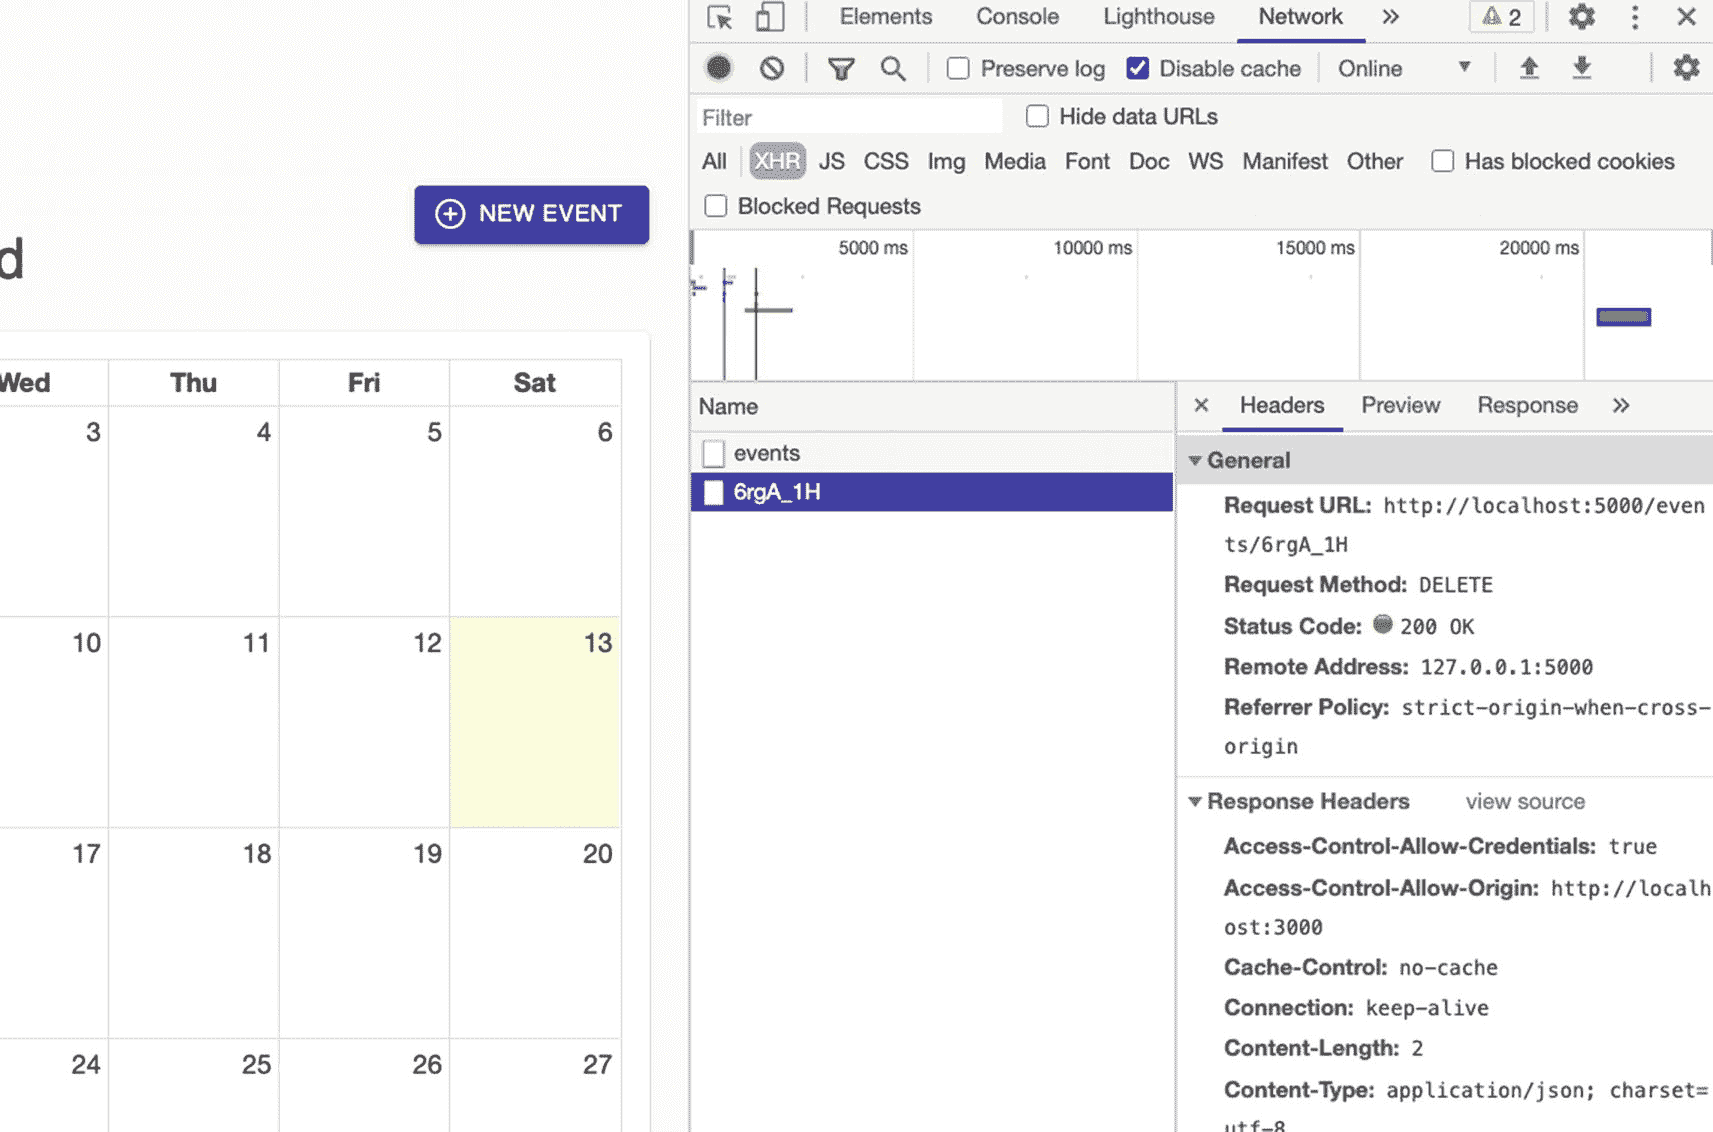 Elements Console Lighthouse Network » 2
Preserve log Disable cache Online
Filter Hide data URLs
All XHR JS CSS Img Media Font Doc WS Manifest Other Has blocked cookies
Blocked Requests
NEW EVENT
d
5000 ms 10000 ms 15000 ms 20000 ms
Wed Thu Fri Sat
3 4 5 6
10 11 12 13
17 18 19 20
24 25 26 27
Name
events
6rgA_1H
Headers Preview Response »
General
Request URL: http://localhost:5000/even
ts/6rgA_1H
Request Method: DELETE
Status Code: 200 OK
Remote Address: 127.0.0.1:5000
Referrer Policy: strict-origin-when-cross-
origin
Response Headers view source
Access-Control-Allow-Credentials: true
Access-Control-Allow-Origin: http://localh
ost:3000
Cache-Control: no-cache
Connection: keep-alive
Content-Length: 2
Content-Type: application/json; charset=
utf-8